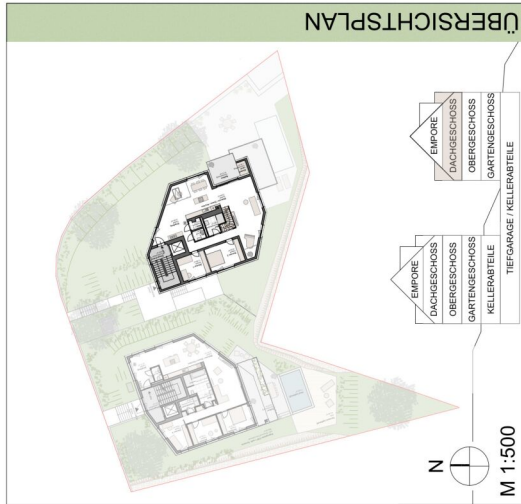 ÜBERSICHTSPLAN
EMPORE
DACHGESCHOSS
OBERGESCHOSS
GARTENGESCHOSS
TIEFGARAGE / KELLERABTEILE
EMPORE
DACHGESCHOSS
OBERGESCHOSS
GARTENGESCHOSS
KELLERABTEILE
N
M 1:500